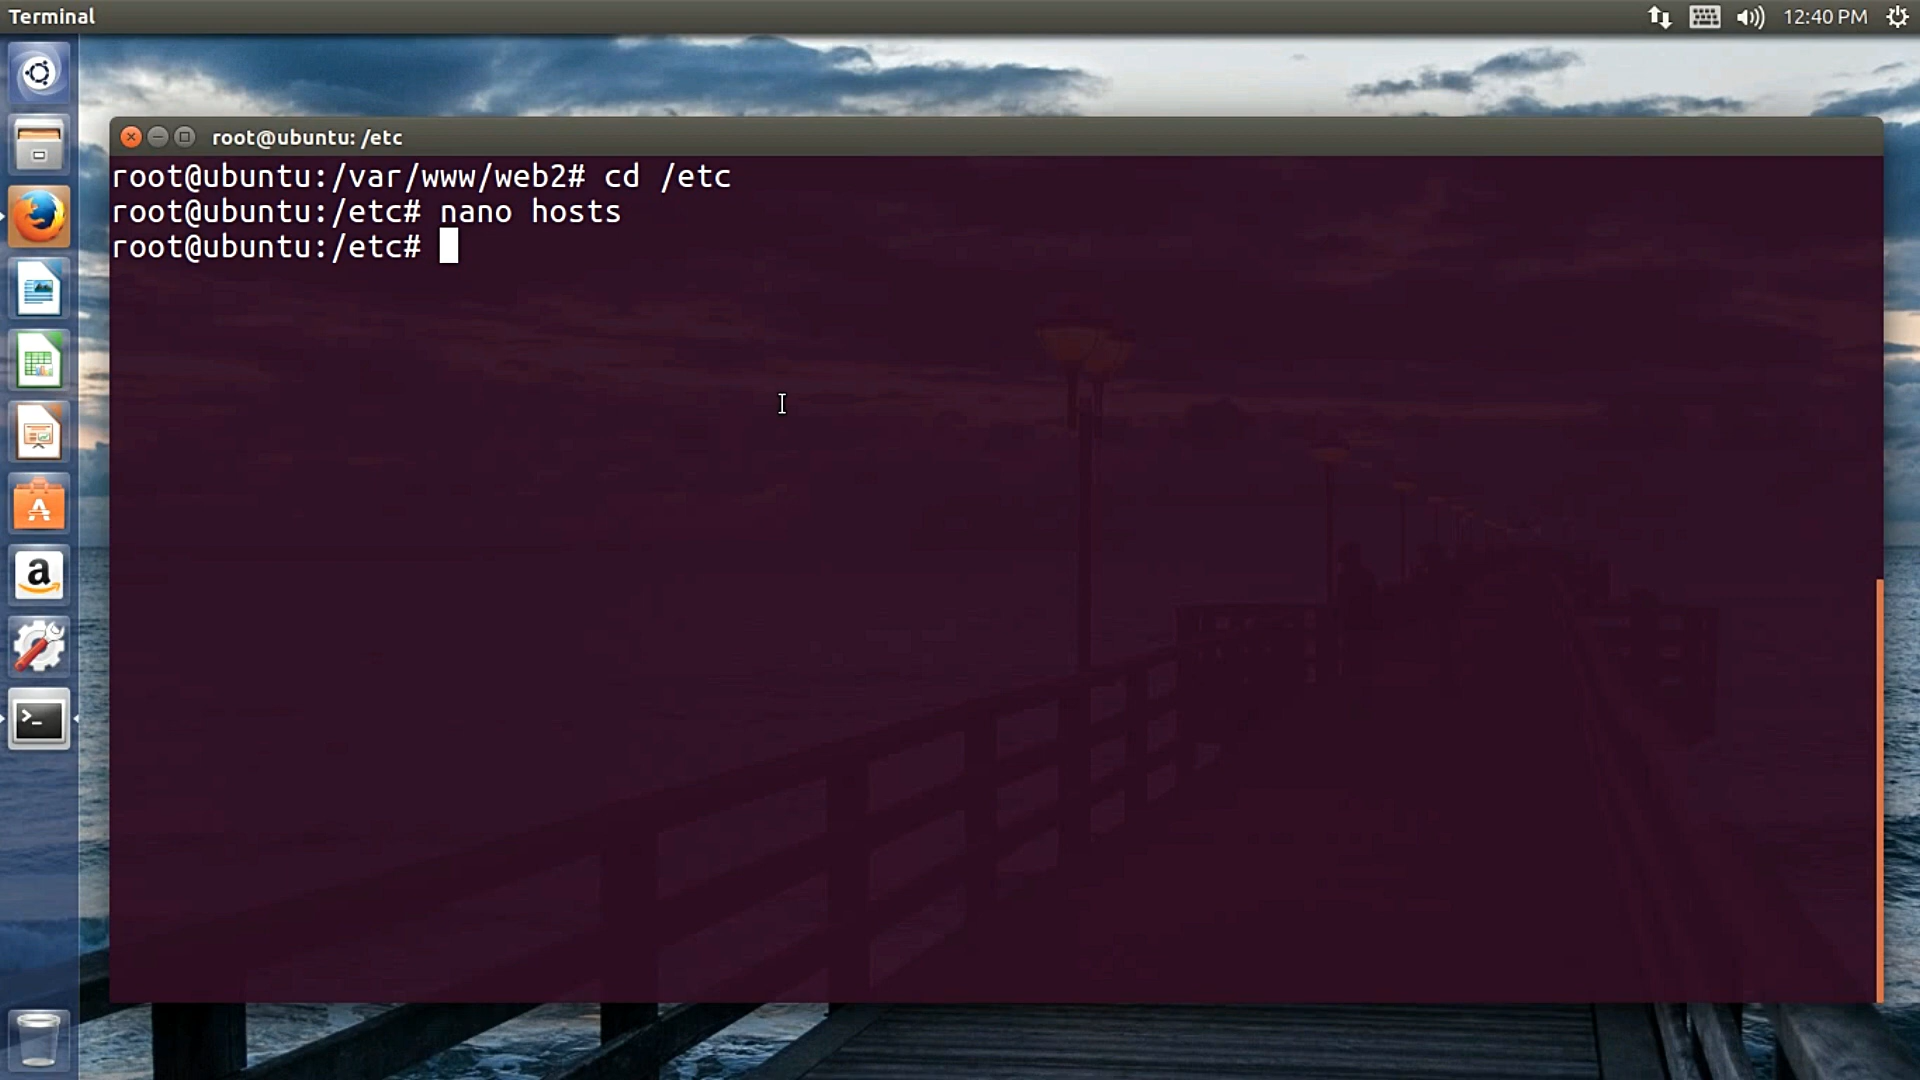 Terminal
12:40 PM
root@ubuntu: /etc
root@ubuntu:/var/www/web2# cd /etc
root@ubuntu:/etc# nano hosts
root@ubuntu:/etc#